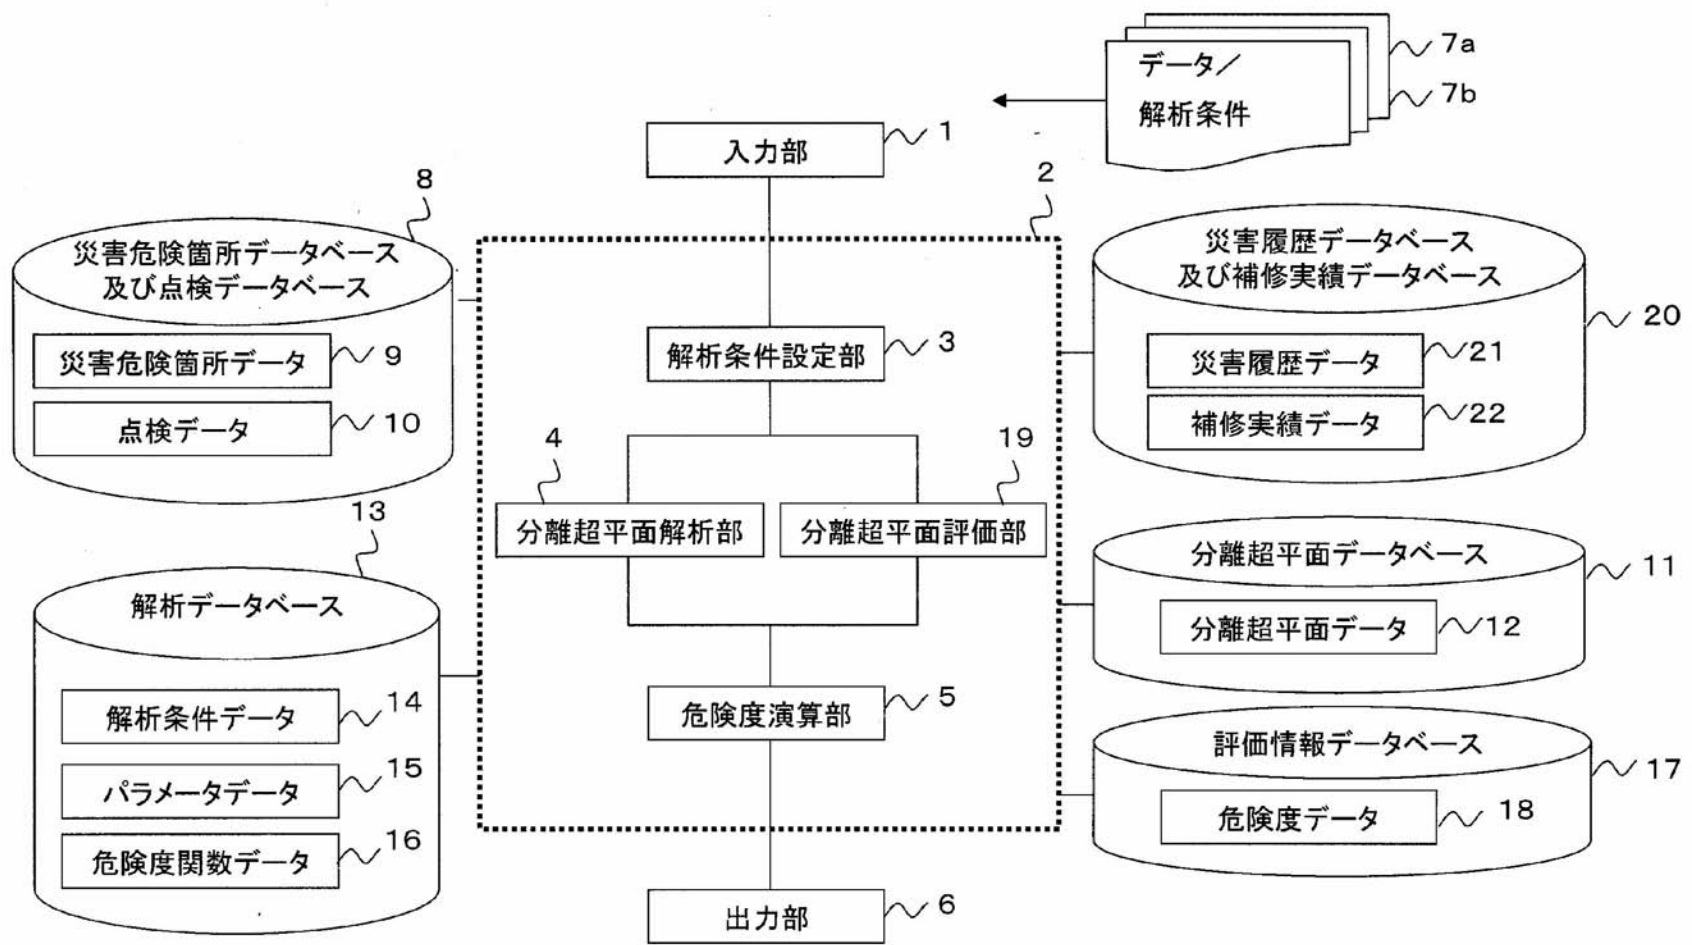 データ／
解析条件
7a
7b
入力部
1
2
8
災害危険箇所データベース
及び点検データベース
災害危険箇所データ
9
点検データ
10
災害履歴データベース
及び補修実績データベース
20
災害履歴データ
21
補修実績データ
22
解析条件設定部
3
4
19
分離超平面解析部
分離超平面評価部
13
解析データベース
解析条件データ
14
パラメータデータ
15
危険度関数データ
16
分離超平面データベース
11
分離超平面データ
12
危険度演算部
5
評価情報データベース
17
危険度データ
18
出力部
6